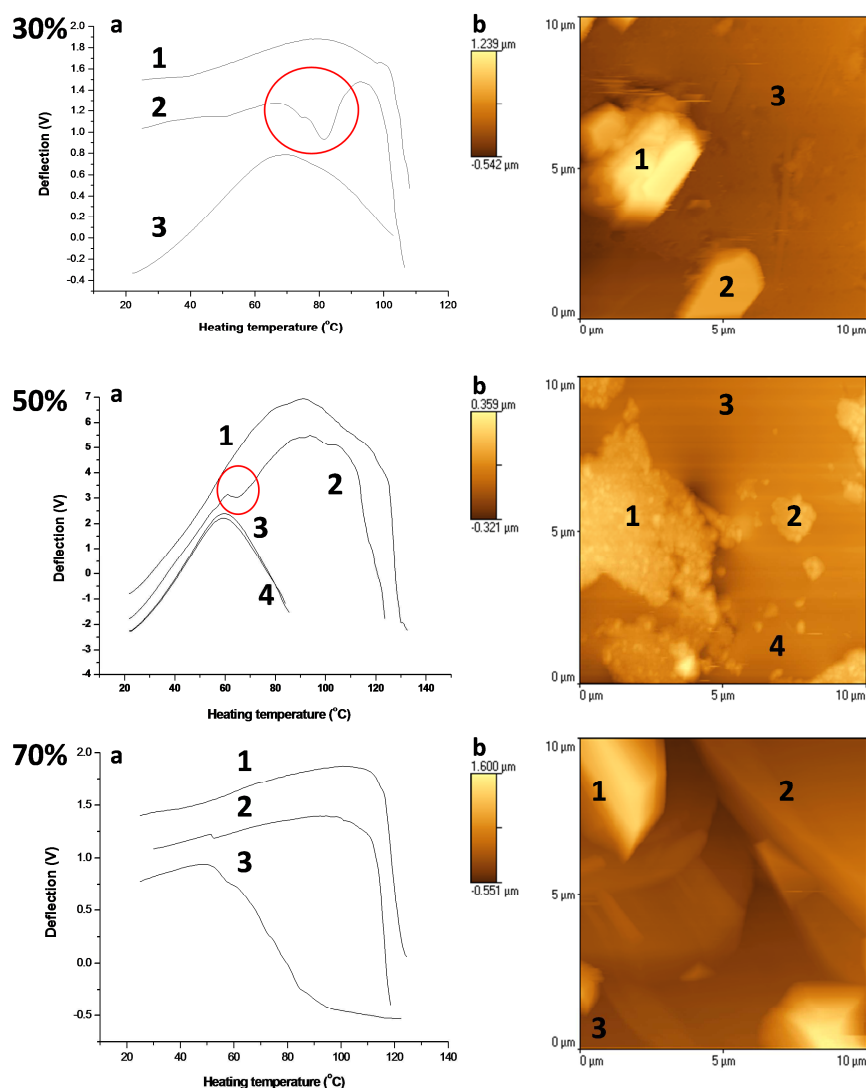 30%
a
2.0
1.8
1.6
1.4
1.2
1.0
0.8
0.6
0.4
0.2
0.0
-0.2
-0.4
Deflection (V)
1
2
3
20 40 60 80 100 120
Heating temperature (°C)
b
1.239 µm
-0.542 µm
10 µm
5 µm
0 µm
0 µm 5 µm 10 µm
1
2
3
50%
a
7
6
5
4
3
2
1
0
-1
-2
-3
-4
Deflection (V)
1
2
3
4
20 40 60 80 100 120 140
Heating temperature (°C)
b
0.359 µm
-0.321 µm
10 µm
5 µm
0 µm
0 µm 5 µm 10 µm
3
1
2
4
70%
a
2.0
1.5
1.0
0.5
0.0
-0.5
Deflection (V)
1
2
3
20 40 60 80 100 120 140
Heating temperature (°C)
b
1.600 µm
-0.551 µm
10 µm
5 µm
0 µm
0 µm 5 µm 10 µm
1
2
3